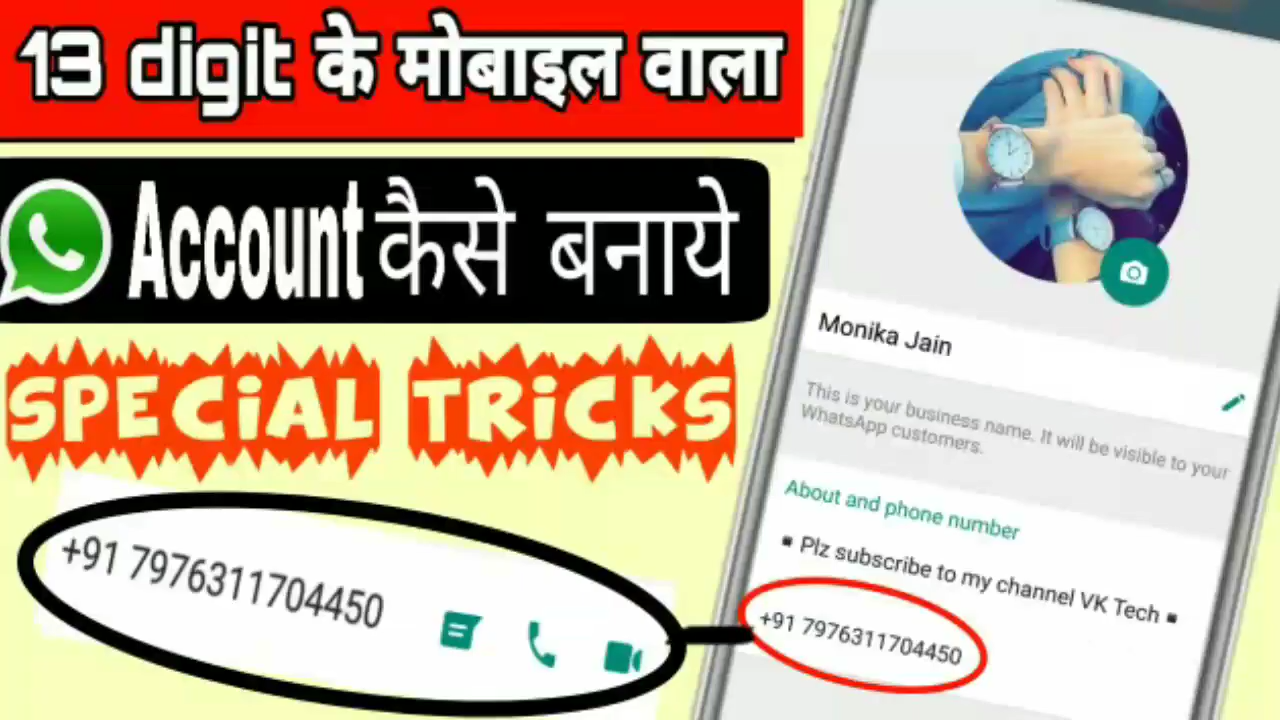 13 digit के मोबाइल वाला
Account कैसे बनाये
SPECiAL TRiCKS
+91 7976311704450
Monika Jain
This is your business name. It will be visible to your
WhatsApp customers.
About and phone number
▪ Plz subscribe to my channel VK Tech ▪
+91 7976311704450